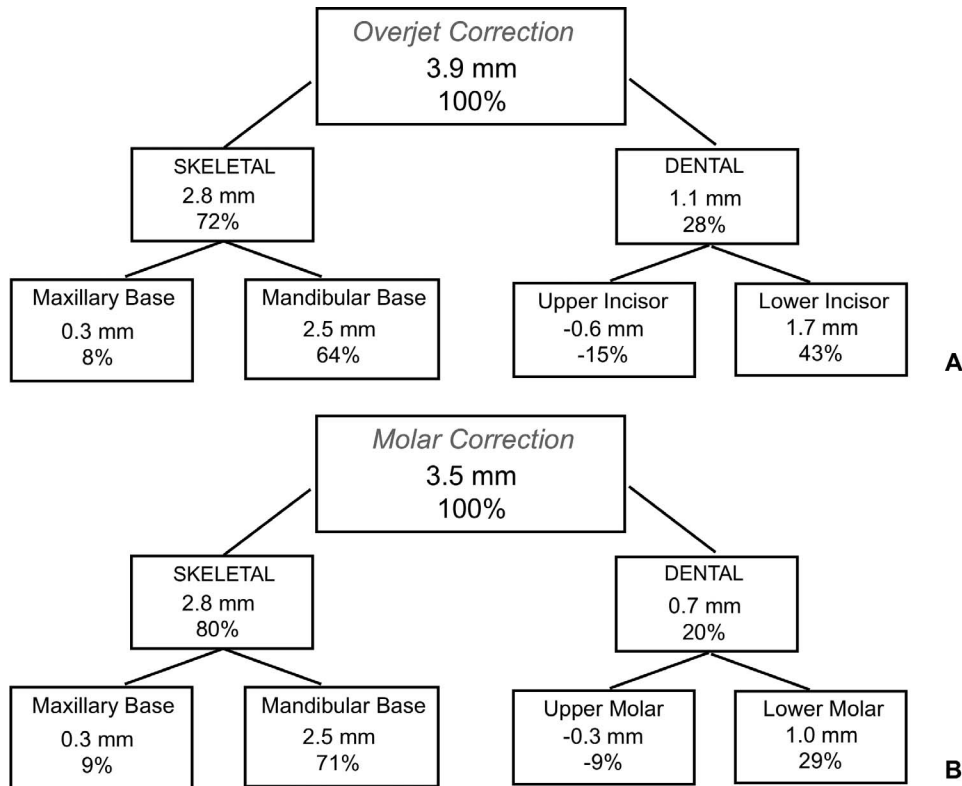 Overjet Correction
3.9 mm
100%
SKELETAL
2.8 mm
72%
DENTAL
1.1 mm
28%
Maxillary Base
0.3 mm
8%
Mandibular Base
2.5 mm
64%
Upper Incisor
-0.6 mm
-15%
Lower Incisor
1.7 mm
43%
A
Molar Correction
3.5 mm
100%
SKELETAL
2.8 mm
80%
DENTAL
0.7 mm
20%
Maxillary Base
0.3 mm
9%
Mandibular Base
2.5 mm
71%
Upper Molar
-0.3 mm
-9%
Lower Molar
1.0 mm
29%
B